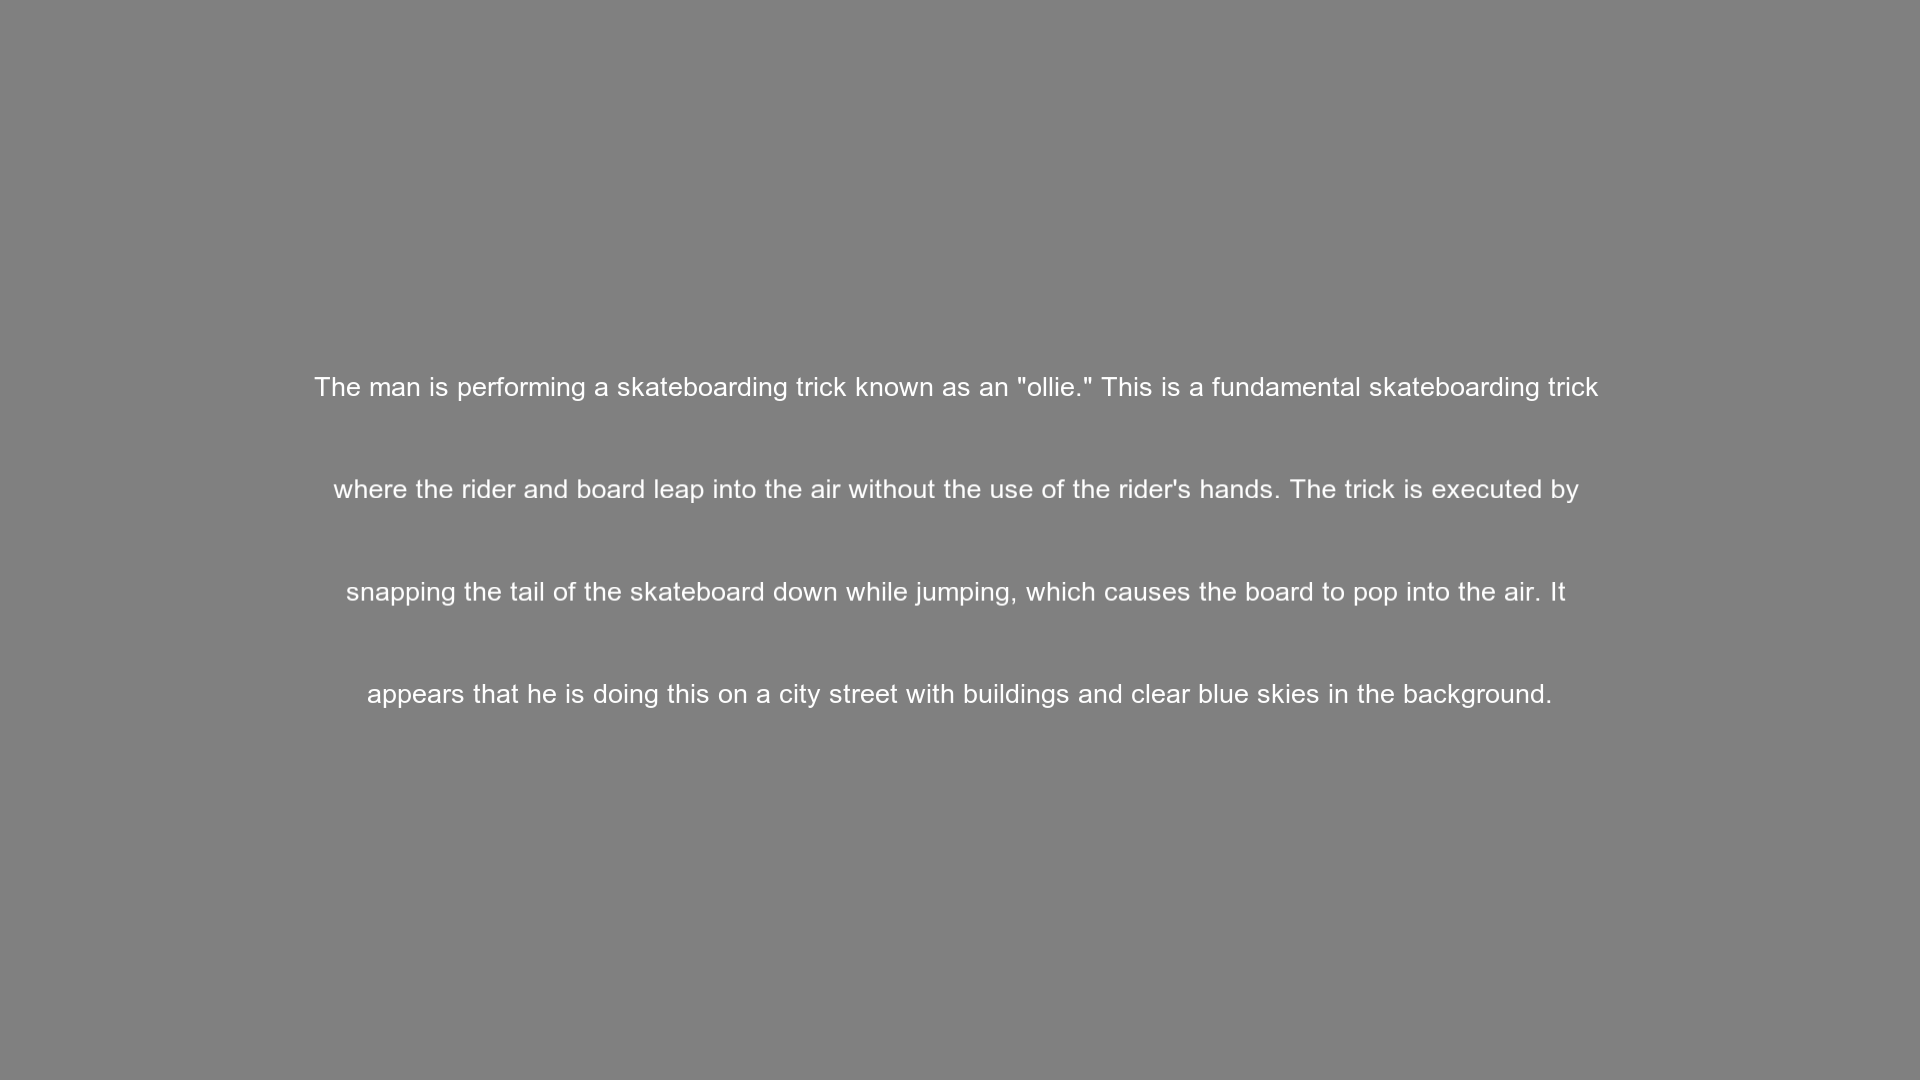 The man is performing a skateboarding trick known as an "ollie." This is a fundamental skateboarding trick
where the rider and board leap into the air without the use of the rider's hands. The trick is executed by
snapping the tail of the skateboard down while jumping, which causes the board to pop into the air. It
appears that he is doing this on a city street with buildings and clear blue skies in the background.